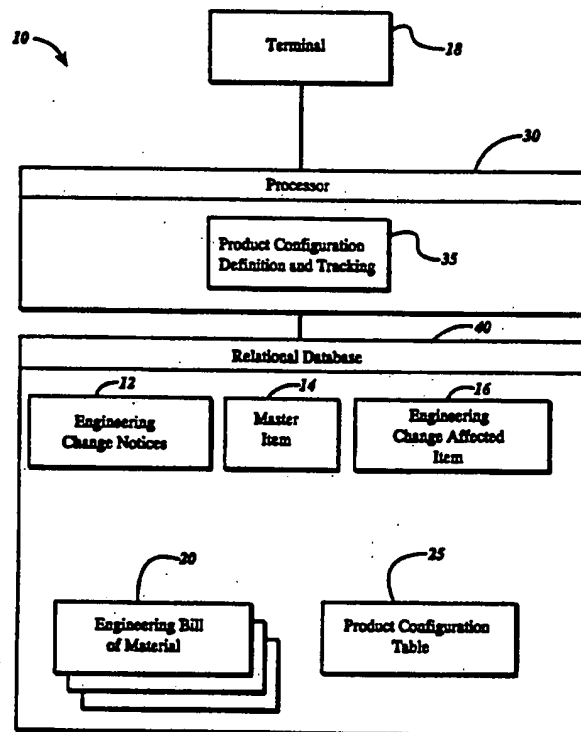 10
Terminal
18
30
Processor
Product Configuration
Definition and Tracking
35
40
Relational Database
12
14
16
Engineering
Change Notices
Master
Item
Engineering
Change Affected
Item
20
25
Engineering Bill
of Material
Product Configuration
Table